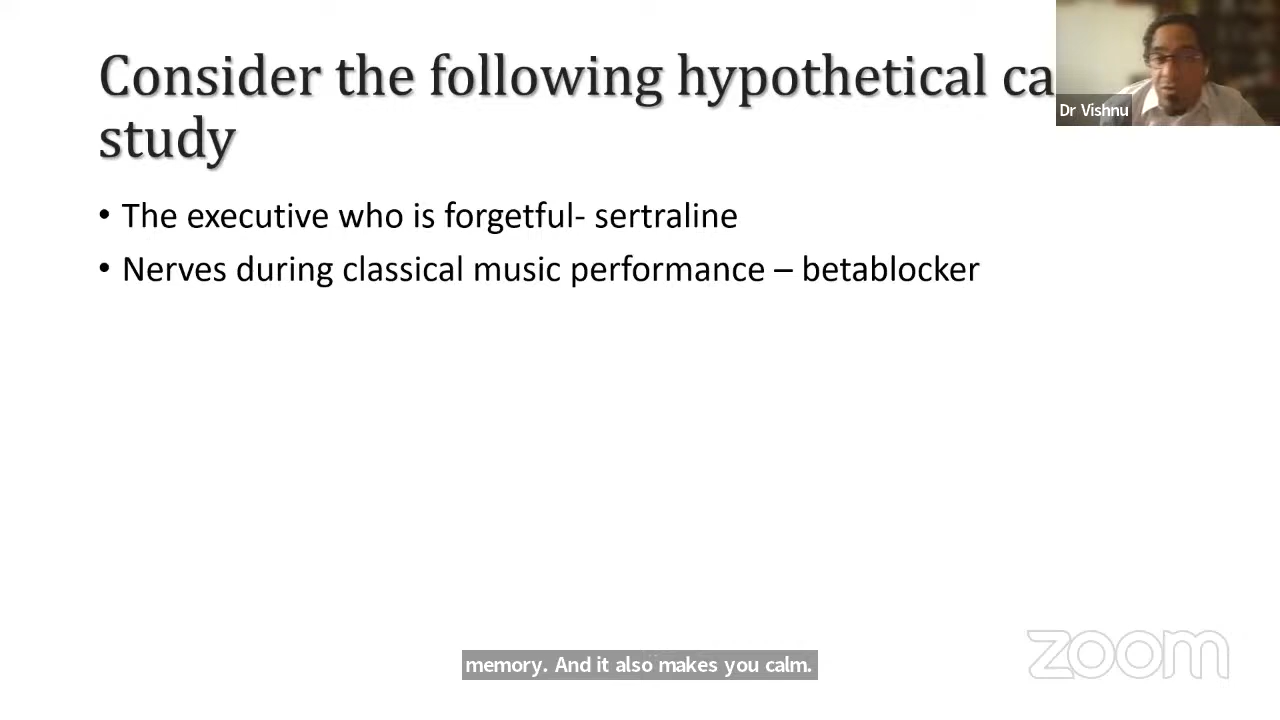 Consider the following hypothetical ca
study
Dr Vishnu
• The executive who is forgetful- sertraline
• Nerves during classical music performance – betablocker
memory. And it also makes you calm.
zoom